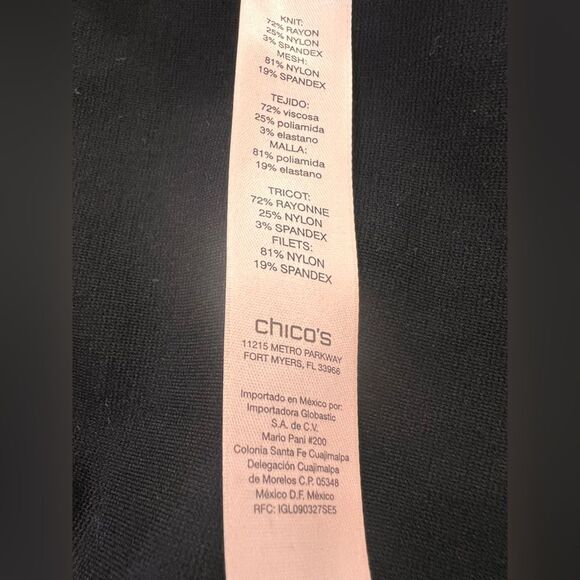 KNIT:
72% RAYON
25% NYLON
3% SPANDEX
MESH:
81% NYLON
19% SPANDEX
TEJIDO:
72% viscosa
25% poliamida
3% elastano
MALLA:
81% poliamida
19% elastano
TRICOT:
72% RAYONNE
25% NYLON
3% SPANDEX
FILETS:
81% NYLON
19% SPANDEX
chico's
11215 METRO PARKWAY
FORT MYERS, FL 33966
Importado en México por:
Importadora Globastic
S.A. de C.V.
Mario Pani #200
Colonia Santa Fe Cuajimalpa
Delegación Cuajimalpa
de Morelos C.P. 05348
México D.F. México
RFC: IGL090327SE5